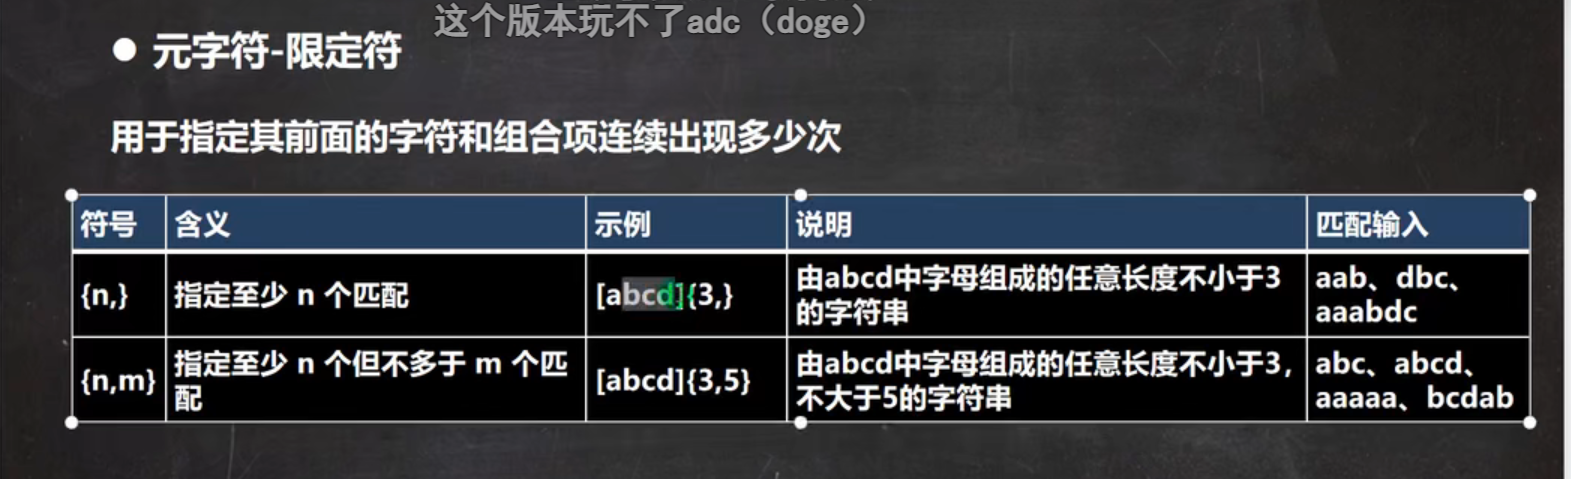 这个版本玩不了adc（doge）
● 元字符-限定符
用于指定其前面的字符和组合项连续出现多少次
符号 含义 示例 说明 匹配输入
{n,} 指定至少 n 个匹配 [abcd]{3,} 由abcd中字母组成的任意长度不小于3
的字符串 aab、dbc、
aaabdc
{n,m} 指定至少 n 个但不多于 m 个匹
配 [abcd]{3,5} 由abcd中字母组成的任意长度不小于3,
不大于5的字符串 abc、abcd、
aaaaa、bcdab